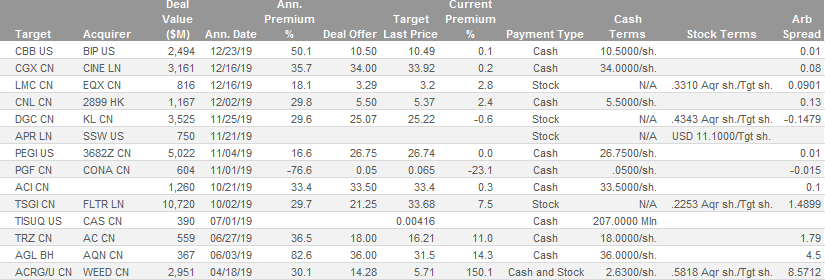 Deal Ann. Target Current
Value Premium Last Price Premium Cash Arb
Target Acquirer ($M) Ann. Date % Deal Offer % Payment Type Terms Stock Terms Spread
CBB US BIP US 2,494 12/23/19 50.1 10.50 10.49 0.1 Cash 10.5000/sh. 0.01
CGX CN CINE LN 3,161 12/16/19 35.7 34.00 33.92 0.2 Cash 34.0000/sh. 0.08
LMC CN EQX CN 816 12/16/19 18.1 3.29 3.2 2.8 Stock N/A .3310 Aqr sh./Tgt sh. 0.0901
CNL CN 2899 HK 1,167 12/02/19 29.8 5.50 5.37 2.4 Cash 5.5000/sh. 0.13
DGC CN KL CN 3,525 11/25/19 29.6 25.07 25.22 -0.6 Stock N/A .4343 Aqr sh./Tgt sh. -0.1479
APR LN SSW US 750 11/21/19 Stock N/A USD 11.1000/Tgt sh.
PEGI US 3682Z CN 5,022 11/04/19 16.6 26.75 26.74 0.0 Cash 26.7500/sh. 0.01
PGF CN CONA CN 604 11/01/19 -76.6 0.05 0.065 -23.1 Cash .0500/sh. -0.015
ACI CN 1,260 10/21/19 33.4 33.50 33.4 0.3 Cash 33.5000/sh. 0.1
TSGI CN FLTR LN 10,720 10/02/19 29.7 21.25 33.68 7.5 Stock N/A .2253 Aqr sh./Tgt sh. 1.4899
TISUQ US CAS CN 390 07/01/19 0.00416 Cash 207.0000 Mln
TRZ CN AC CN 559 06/27/19 36.5 18.00 16.21 11.0 Cash 18.0000/sh. 1.79
AGL BH AQN CN 367 06/03/19 82.6 36.00 31.5 14.3 Cash 36.0000/sh. 4.5
ACRG/U CN WEED CN 2,951 04/18/19 30.1 14.28 5.71 150.1 Cash and Stock 2.6300/sh. .5818 Aqr sh./Tgt sh. 8.5712